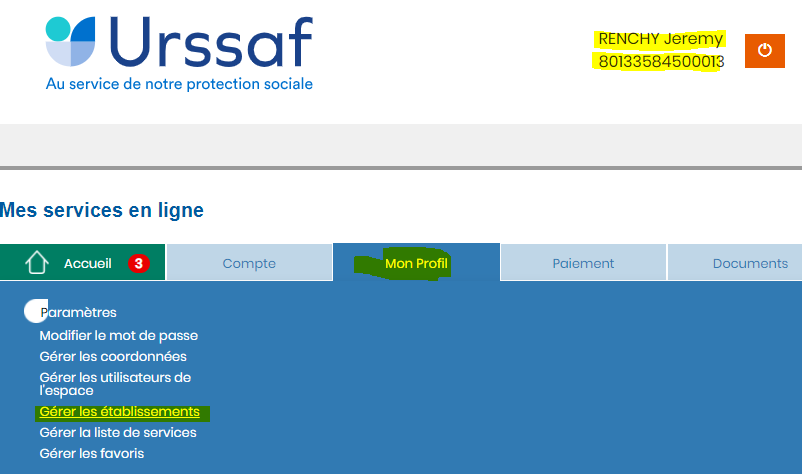 Urssaf
Au service de notre protection sociale
RENCHY Jeremy
80133584500013
Mes services en ligne
Accueil 3 Compte Mon Profil Paiement Documents
Paramètres
Modifier le mot de passe
Gérer les coordonnées
Gérer les utilisateurs de
l'espace
Gérer les établissements
Gérer la liste de services
Gérer les favoris